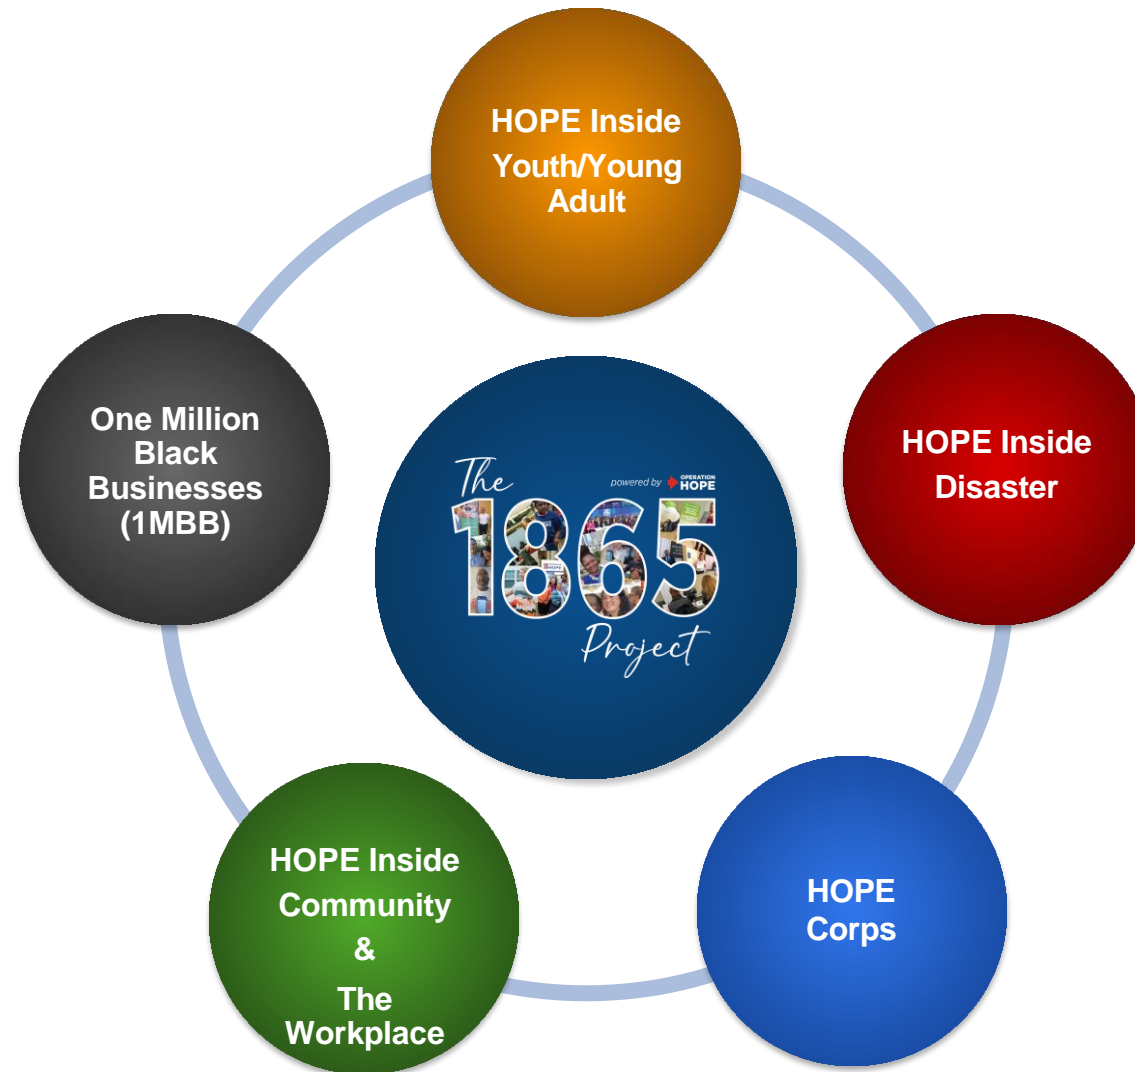 HOPE Inside
Youth/Young
Adult
One Million
Black
Businesses
(1MBB)
HOPE Inside
Disaster
The
powered by OPERATION
HOPE
1865
Project
HOPE Inside
Community
&
The
Workplace
HOPE
Corps